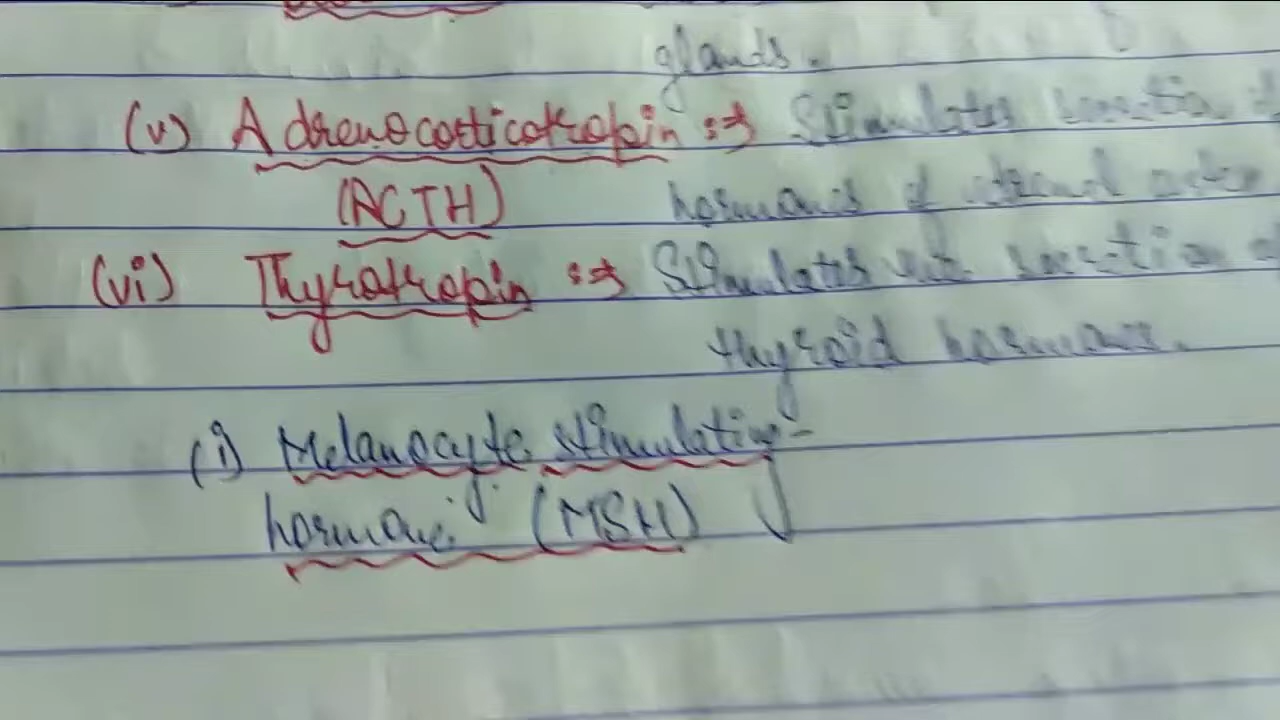 glands.
(v) Adrenocorticotropin :→ Stimulates secretion of
(ACTH) hormones of adrenal cortex
(vi) Thyrotropin :→ Stimulates secretion of
thyroid hormone.
(i) Melanocyte stimulating-
hormone (MSH)